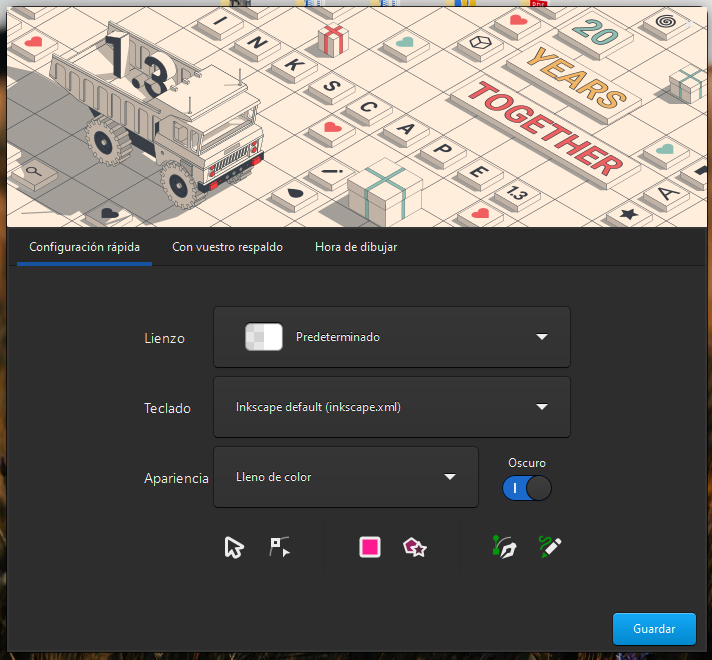 1.3
INKSCAPE 1.3
20
YEARS
TOGETHER
Configuración rápida
Con vuestro respaldo
Hora de dibujar
Lienzo
Predeterminado
Teclado
Inkscape default (inkscape.xml)
Apariencia
Lleno de color
Oscuro
Guardar